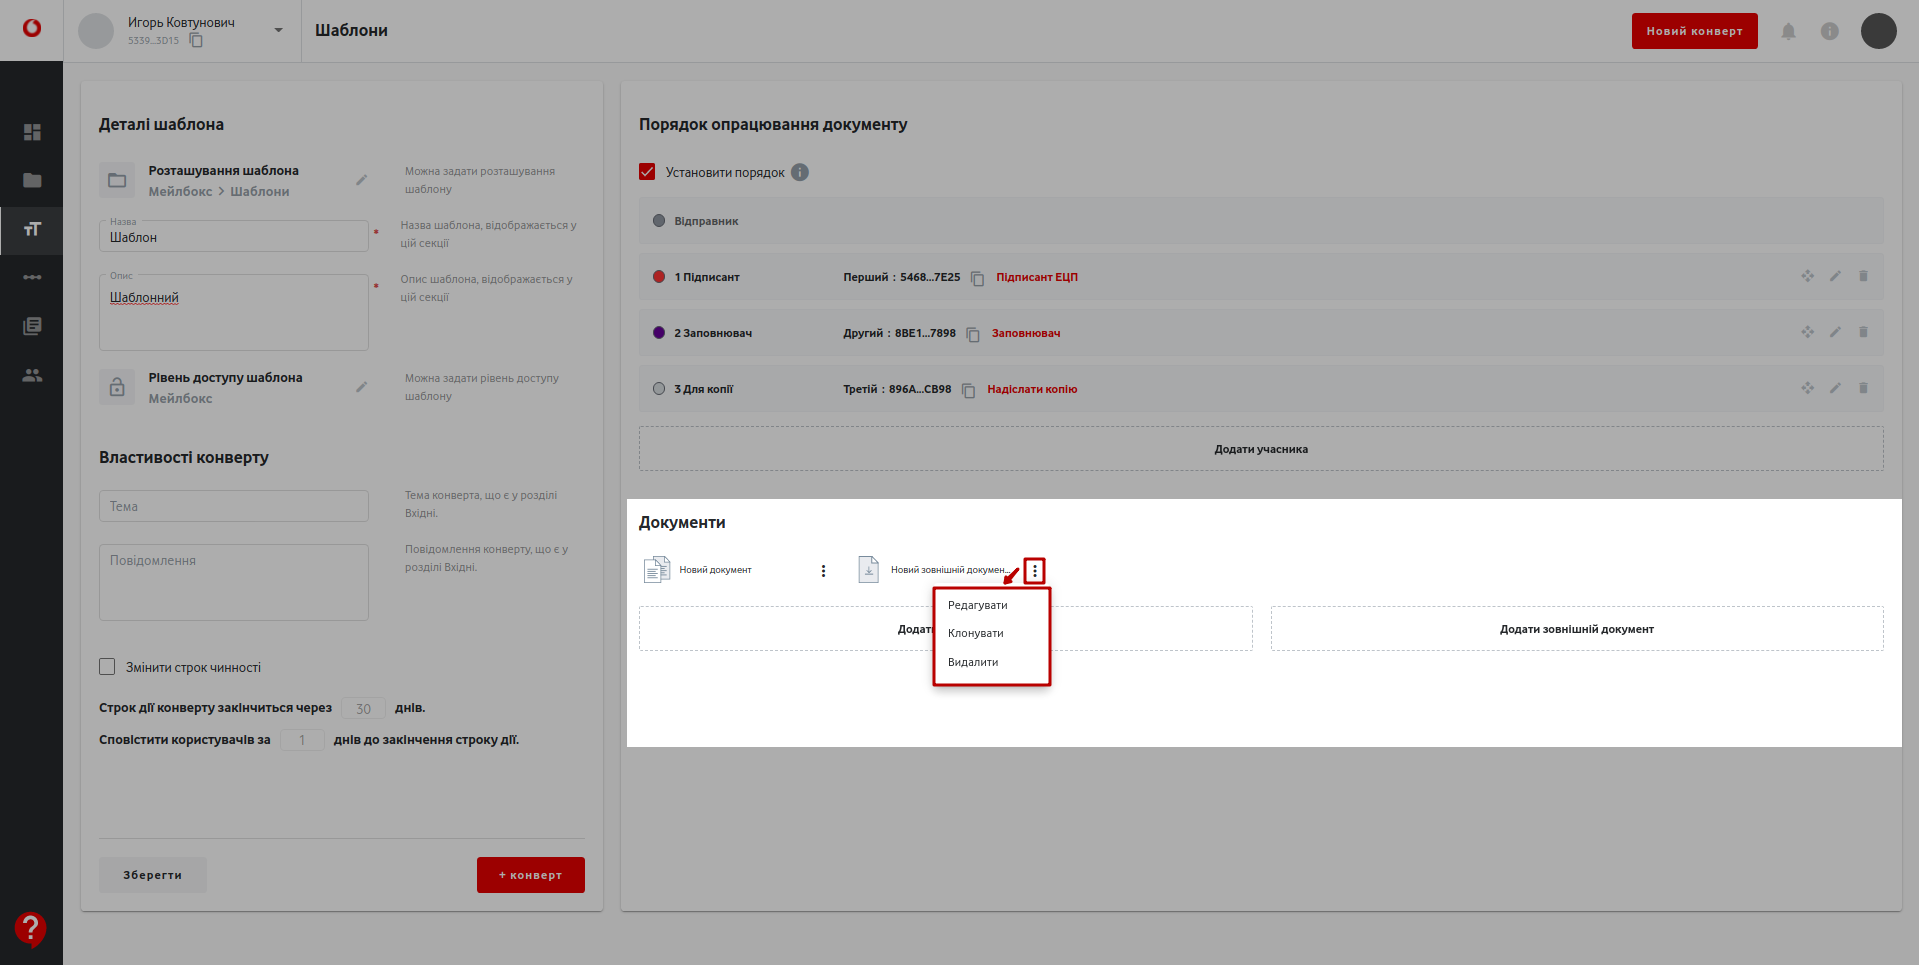 Игорь Ковтунович
5339...3D15
Шаблони
Новий конверт
Деталі шаблона
Розташування шаблона
Мейлбокс > Шаблони
Можна задати розташування
шаблону
Назва
Шаблон *
Назва шаблона, відображається у
цій секції
Опис
Шаблонний *
Опис шаблона, відображається у
цій секції
Рівень доступу шаблона
Мейлбокс
Можна задати рівень доступу
шаблону
Властивості конверту
Тема
Тема конверта, що є у розділі
Вхідні.
Повідомлення
Повідомлення конверту, що є у
розділі Вхідні.
Змінити строк чинності
Строк дії конверту закінчиться через 30 днів.
Сповістити користувачів за 1 днів до закінчення строку дії.
Зберегти
+ конверт
Порядок опрацювання документу
Установити порядок
Відправник
1 Підписант Перший : 5468...7E25 Підписант ЕЦП
2 Заповнювач Другий : 8BE1...7898 Заповнювач
3 Для копії Третій : 896A...CB98 Надіслати копію
Додати учасника
Документи
Новий документ
Новий зовнішній докумен...
Редагувати
Клонувати
Видалити
Додати зовнішній документ